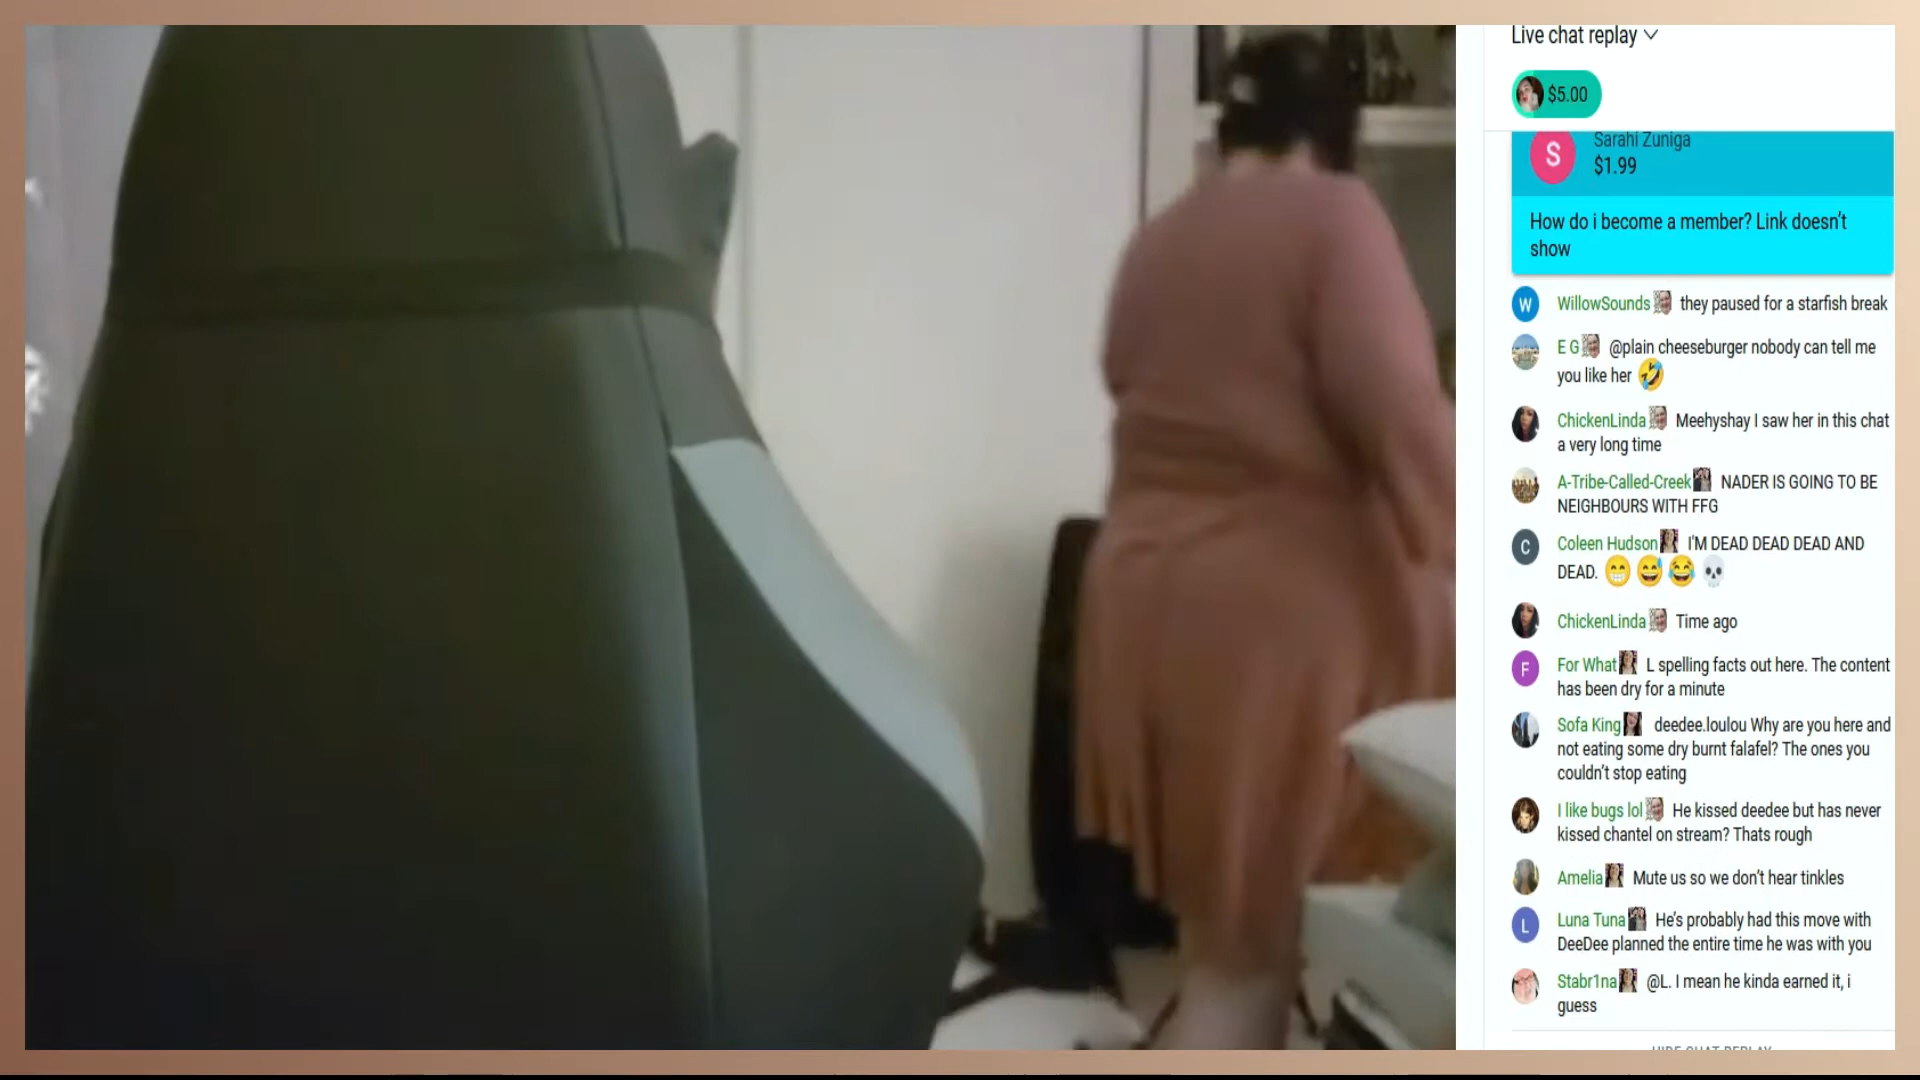 Live chat replay
$5.00
Sarahi Zuniga
$1.99
S
How do i become a member? Link doesn't
show
W
WillowSounds they paused for a starfish break
E G @plain cheeseburger nobody can tell me
you like her 🤣
ChickenLinda Meehyshay I saw her in this chat
a very long time
A-Tribe-Called-Creek NADER IS GOING TO BE
NEIGHBOURS WITH FFG
C
Coleen Hudson I'M DEAD DEAD DEAD AND
DEAD. 😁😅😂💀
ChickenLinda Time ago
F
For What L spelling facts out here. The content
has been dry for a minute
Sofa King deedee.loulou Why are you here and
not eating some dry burnt falafel? The ones you
couldn't stop eating
I like bugs lol He kissed deedee but has never
kissed chantel on stream? Thats rough
Amelia Mute us so we don't hear tinkles
L
Luna Tuna He's probably had this move with
DeeDee planned the entire time he was with you
Stabr1na @L. I mean he kinda earned it, i
guess
HIDE CHAT REPLAY